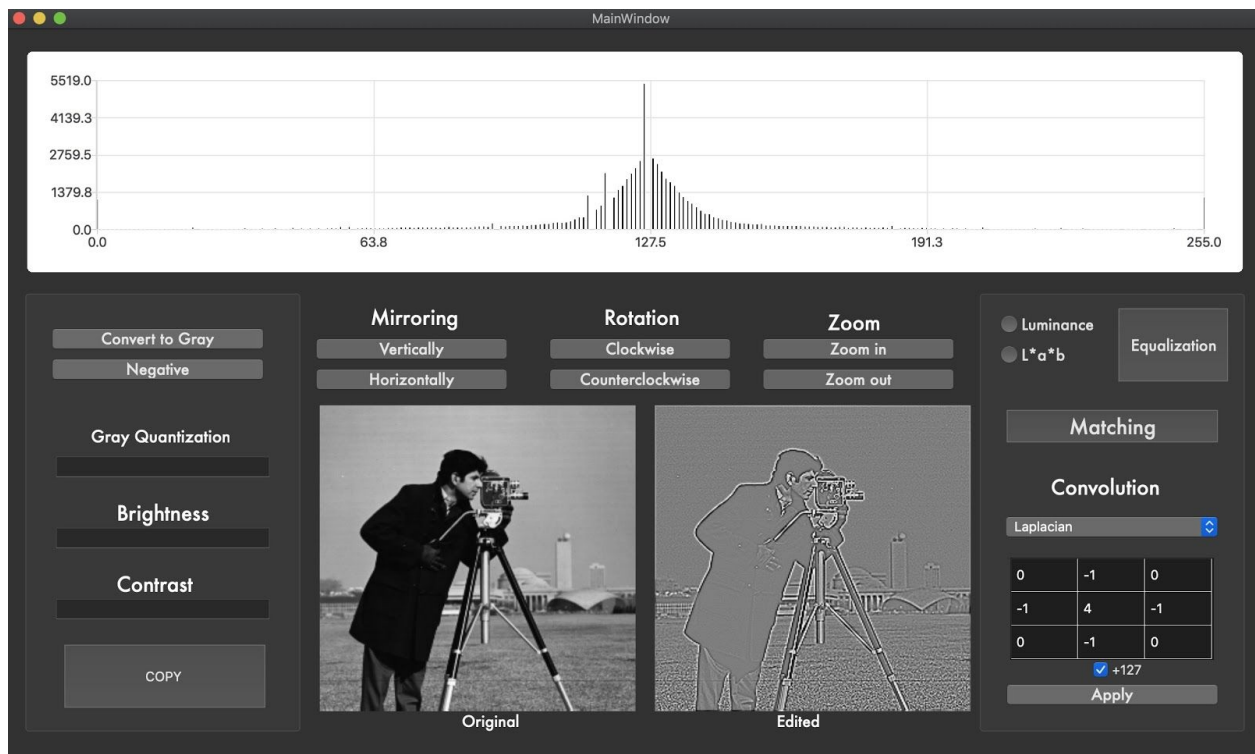 MainWindow
5519.0
4139.3
2759.5
1379.8
0.0
0.0 63.8 127.5 191.3 255.0
Convert to Gray
Negative
Gray Quantization
Brightness
Contrast
COPY
Mirroring
Vertically
Horizontally
Rotation
Clockwise
Counterclockwise
Zoom
Zoom in
Zoom out
Original
Edited
Luminance
L*a*b
Equalization
Matching
Convolution
Laplacian
0 -1 0
-1 4 -1
0 -1 0
+127
Apply